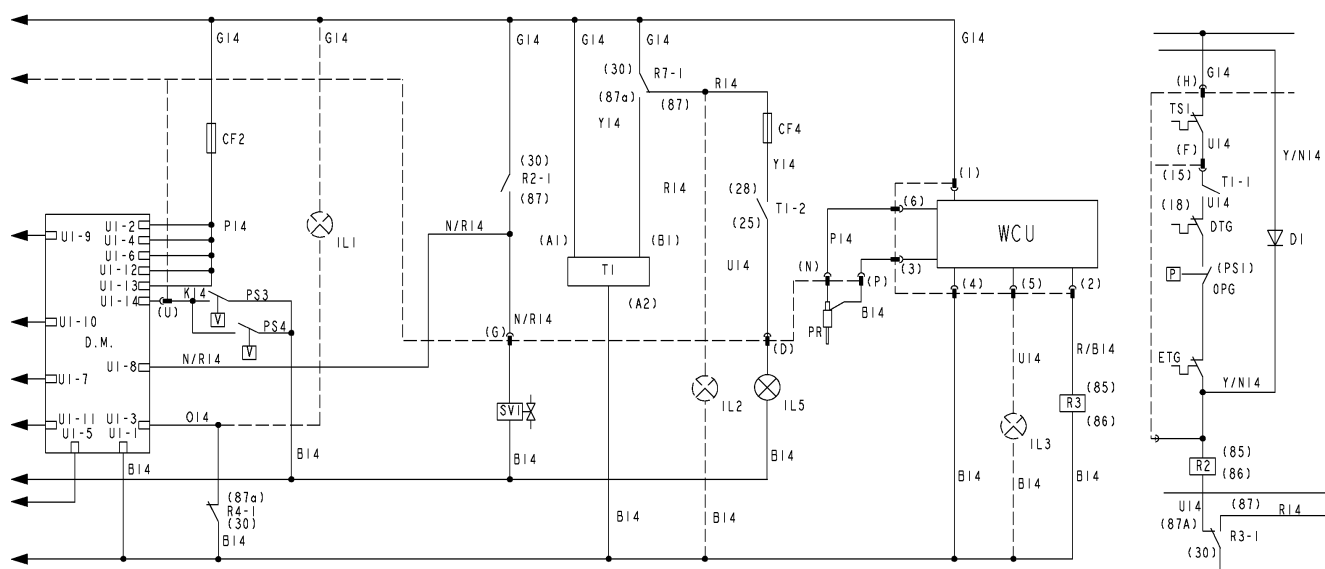 G14 G14 G14 G14 G14 G14
(30) R7-1 R14
(87a) (87)
Y14
CF2
CF4
Y14
(30)
R2-1
(87)
R14
(28)
T1-2
(25)
(1)
(6)
WCU
U1-2 P14
U1-9 U1-4
U1-6
U1-12
U1-13
U1-14
K14 PS3
(U)
V
PS4
V
IL1
N/R14
(A1) (B1)
T1
(A2)
U14
P14
(N) (P)
(3)
(4) (5) (2)
B14
PR
U1-10
D.M.
U1-8 N/R14
U1-7
N/R14
(G) (D)
U14 R/B14
SV1
IL2 IL5
R3
(85)
(86)
IL3
U1-11 U1-3 O14
U1-5 U1-1
B14 B14 B14 B14 B14 B14 B14
(87a)
R4-1
(30)
B14
B14 B14
(H) G14
TS1
U14
(F)
(15)
T1-1
U14
(18)
DTG
(PS1)
P
OPG
Y/N14
D1
ETG
Y/N14
(85)
R2
(86)
U14 (87) R14
(87A)
R3-1
(30)